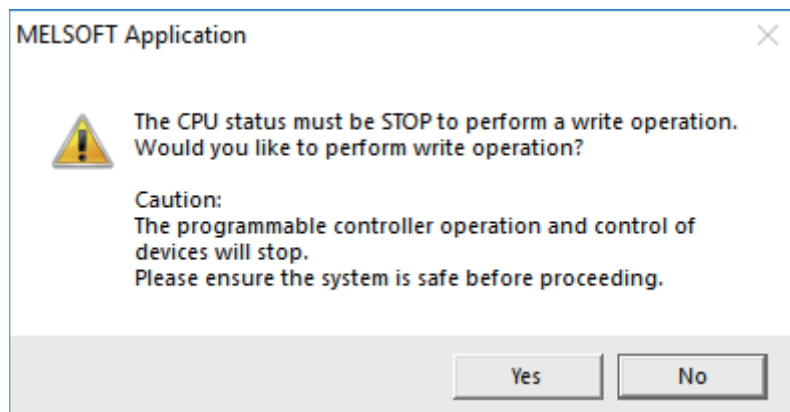 MELSOFT Application
The CPU status must be STOP to perform a write operation.
Would you like to perform write operation?
Caution:
The programmable controller operation and control of
devices will stop.
Please ensure the system is safe before proceeding.
Yes
No